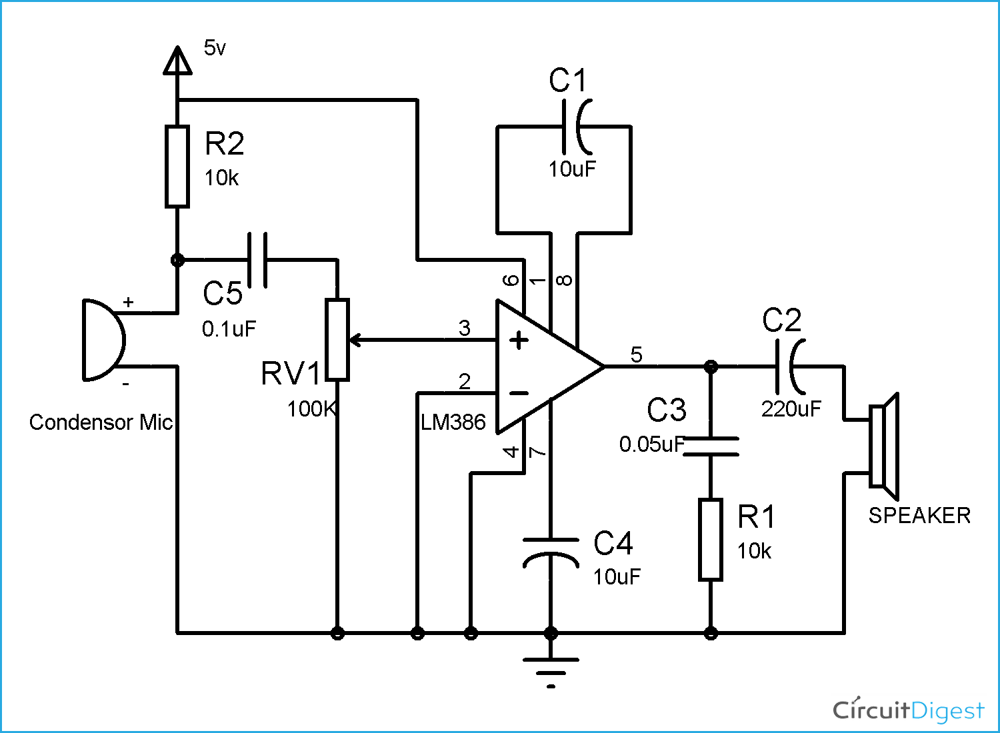 5v
C1
10uF
R2
10k
6
1
8
C5
0.1uF
+
-
Condensor Mic
RV1
100K
3
+
2
−
LM386
4
7
5
C2
220uF
C3
0.05uF
SPEAKER
R1
10k
C4
10uF
CircuitDigest